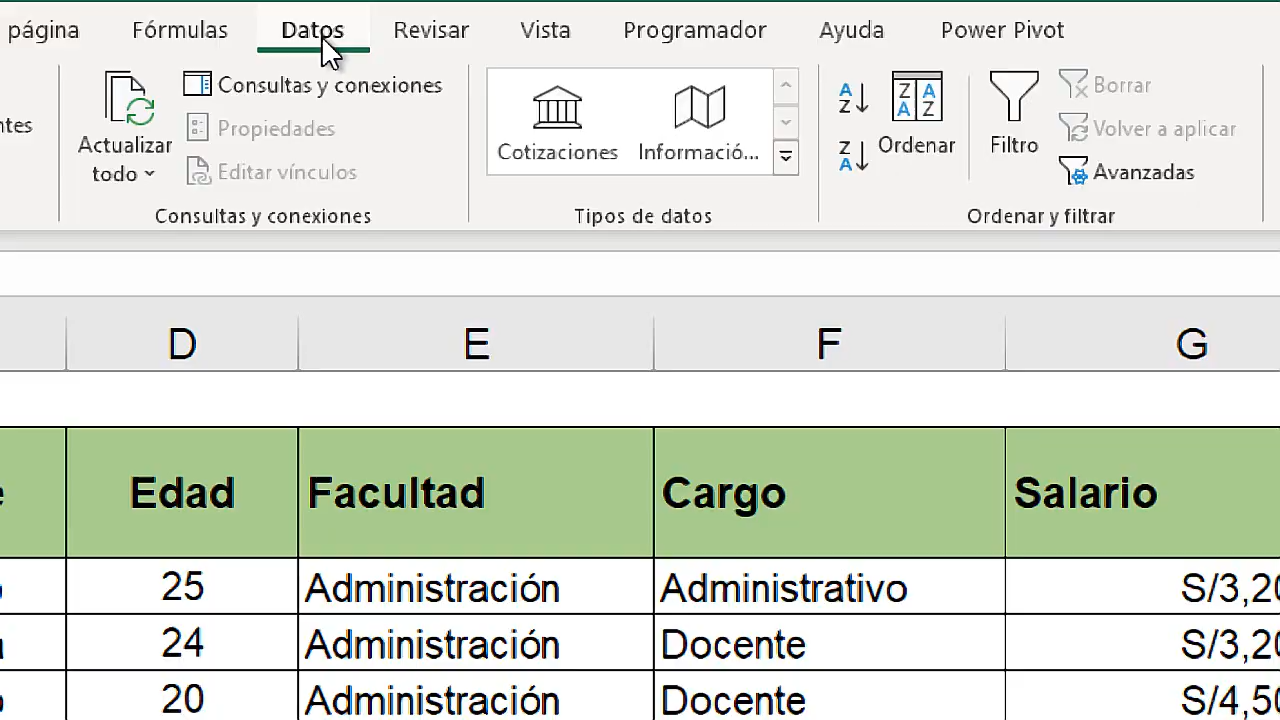 página Fórmulas Datos Revisar Vista Programador Ayuda Power Pivot
Actualizar
todo
Consultas y conexiones
Propiedades
Editar vínculos
Consultas y conexiones
Cotizaciones Informació...
Tipos de datos
Ordenar
Filtro
Borrar
Volver a aplicar
Avanzadas
Ordenar y filtrar
D E F G
Edad Facultad Cargo Salario
25 Administración Administrativo
24 Administración Docente
20 Administración Docente